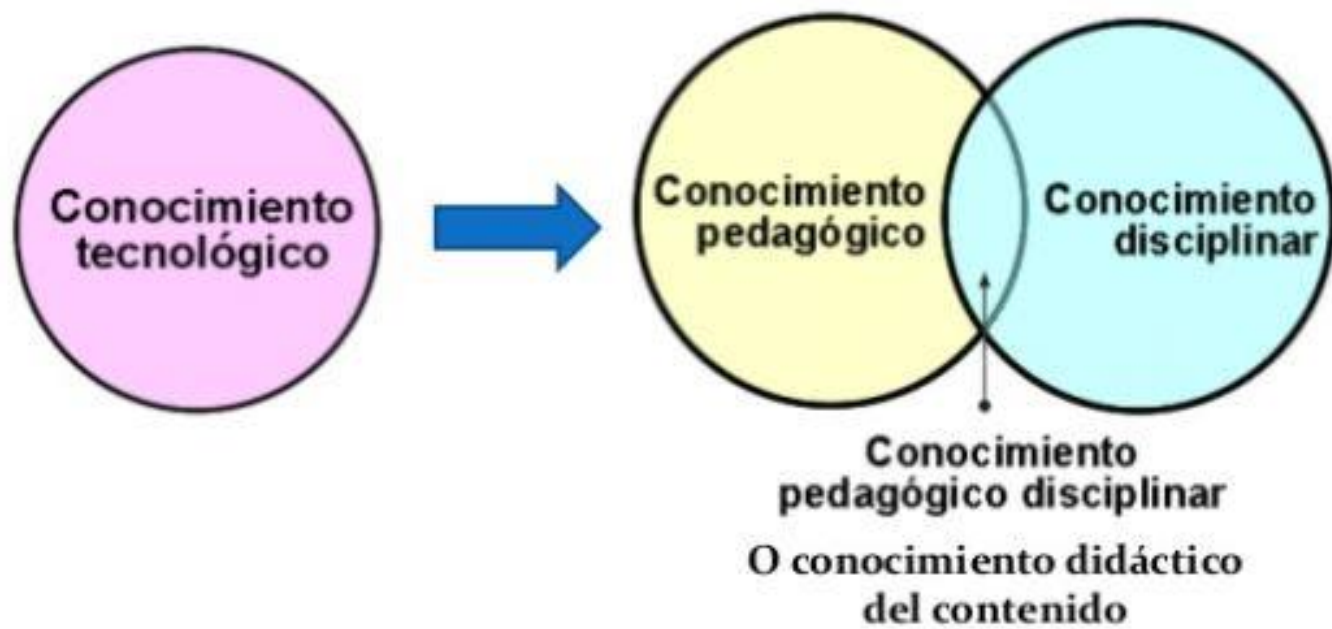 Conocimiento
tecnológico
Conocimiento
pedagógico
Conocimiento
disciplinar
Conocimiento
pedagógico disciplinar
O conocimiento didáctico
del contenido